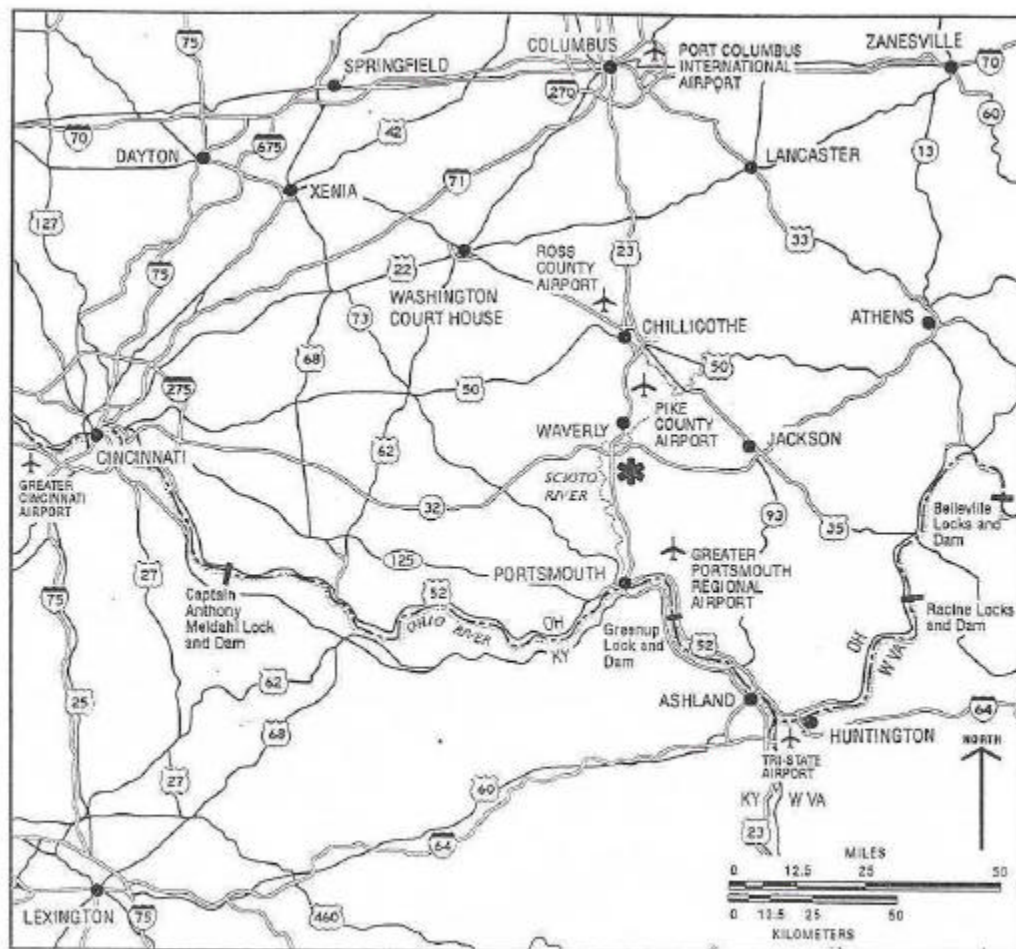 75
COLUMBUS
PORT COLUMBUS
INTERNATIONAL
AIRPORT
ZANESVILLE
70
SPRINGFIELD
270
60
70
42
13
DAYTON
675
LANCASTER
71
XENIA
127
33
23
ROSS
COUNTY
AIRPORT
75
22
WASHINGTON
COURT HOUSE
73
CHILLICOTHE
ATHENS
68
50
50
275
PIKE
COUNTY
AIRPORT
WAVERLY
JACKSON
CINCINNATI
62
GREATER
CINCINNATI
AIRPORT
SCIOTO
RIVER
32
93
35
Belleville
Locks and
Dam
125
27
PORTSMOUTH
GREATER
PORTSMOUTH
REGIONAL
AIRPORT
75
Captain
Anthony
Meldahl Lock
and Dam
52
OHIO RIVER
OH
KY
Greenup
Lock and
Dam
52
Racine Locks
and Dam
OH
W VA
62
25
ASHLAND
68
HUNTINGTON
64
NORTH
TRI-STATE
AIRPORT
27
60
KY
W VA
64
23
MILES
0 12.5 25 50
LEXINGTON
75
460
0 12.5 25 50
KILOMETERS